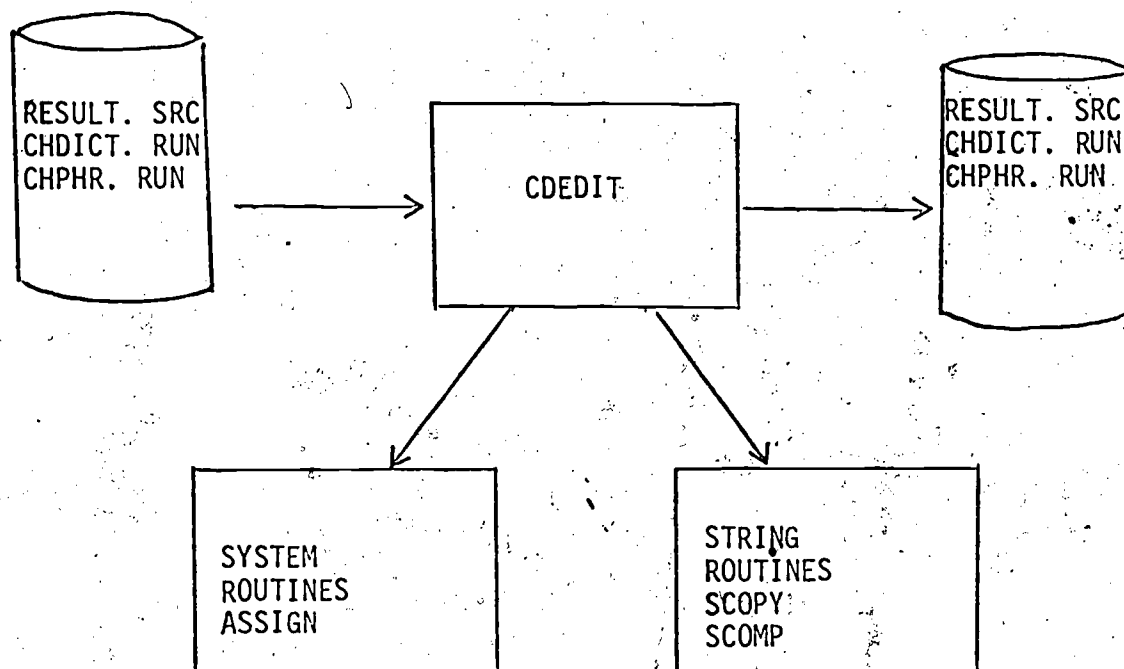 RESULT. SRC
CHDICT. RUN
CHPHR. RUN
CDEDIT
RESULT. SRC
CHDICT. RUN
CHPHR. RUN
SYSTEM
ROUTINES
ASSIGN
STRING
ROUTINES
SCOPY
SCOMP